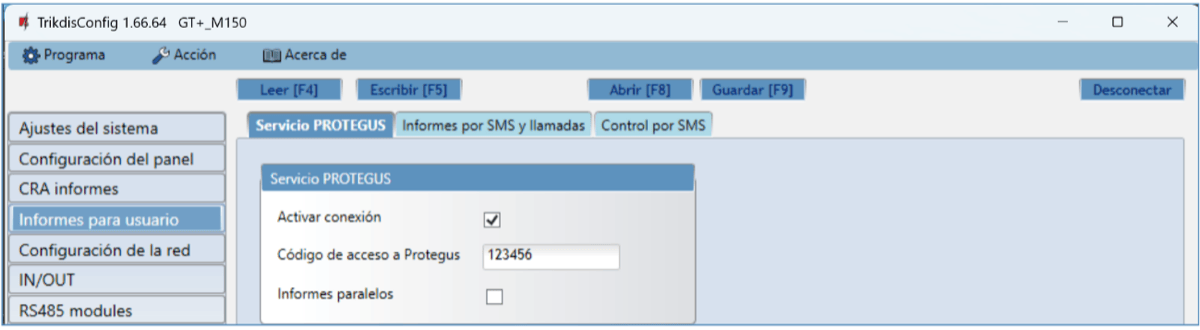 TrikdisConfig 1.66.64 GT+_M150
Programa Acción Acerca de
Leer [F4] Escribir [F5] Abrir [F8] Guardar [F9] Desconectar
Ajustes del sistema
Configuración del panel
CRA informes
Informes para usuario
Configuración de la red
IN/OUT
RS485 modules
Servicio PROTEGUS Informes por SMS y llamadas Control por SMS
Servicio PROTEGUS
Activar conexión
Código de acceso a Protegus 123456
Informes paralelos